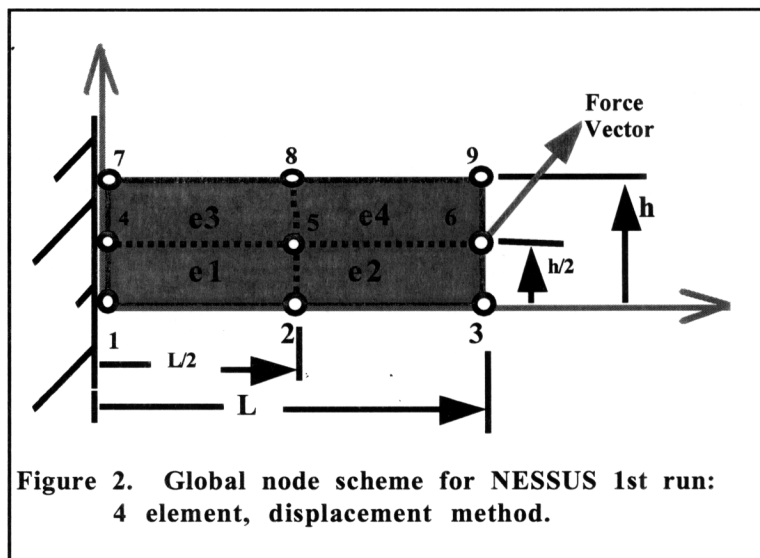 Force
Vector
7 8 9
4 e3 5 e4 6 h
e1 e2 h/2
1 2 3
L/2
L
Figure 2. Global node scheme for NESSUS 1st run:
4 element, displacement method.